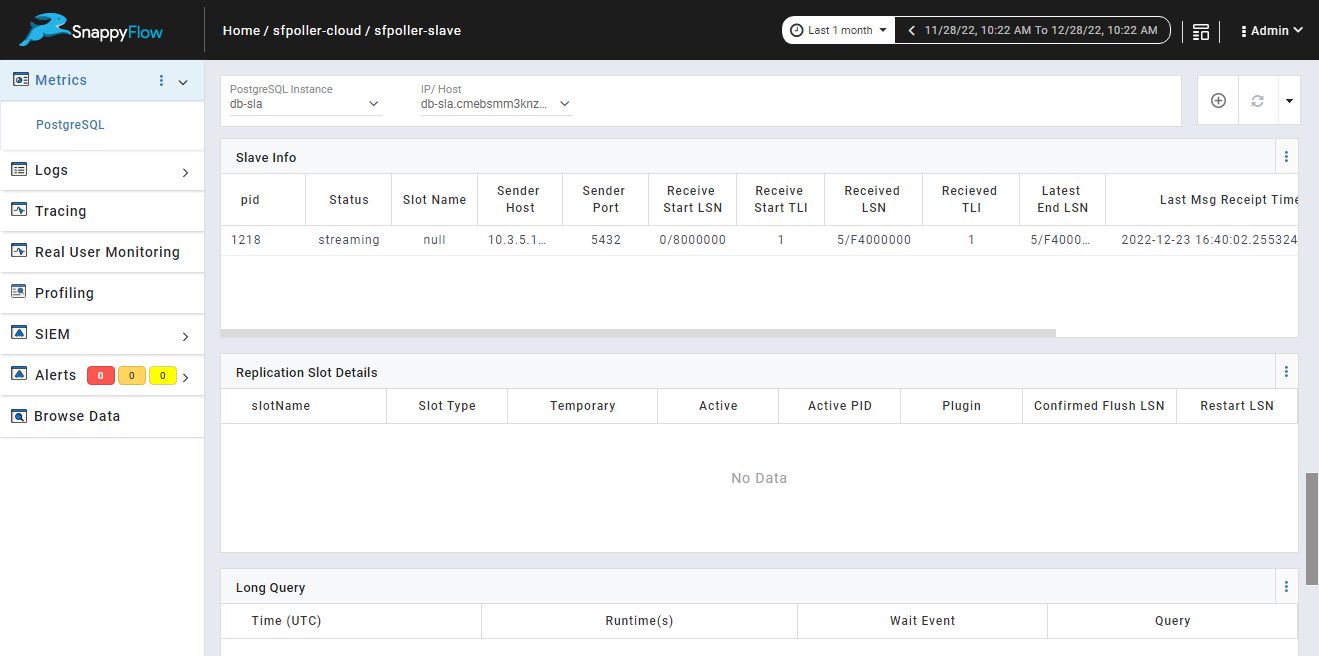 SnappyFlow
Home / sfpoller-cloud / sfpoller-slave
Last 1 month
11/28/22, 10:22 AM To 12/28/22, 10:22 AM
Admin
Metrics
PostgreSQL
Logs
Tracing
Real User Monitoring
Profiling
SIEM
Alerts 0 0 0
Browse Data
PostgreSQL Instance IP/ Host
db-sla db-sla.cmebsmm3knz...
Slave Info
pid Status Slot Name Sender Host Sender Port Receive Start LSN Receive Start TLI Received LSN Recieved TLI Latest End LSN Last Msg Receipt Time
1218 streaming null 10.3.5.1... 5432 0/8000000 1 5/F4000000 1 5/F4000... 2022-12-23 16:40:02.255324
Replication Slot Details
slotName Slot Type Temporary Active Active PID Plugin Confirmed Flush LSN Restart LSN
No Data
Long Query
Time (UTC) Runtime(s) Wait Event Query